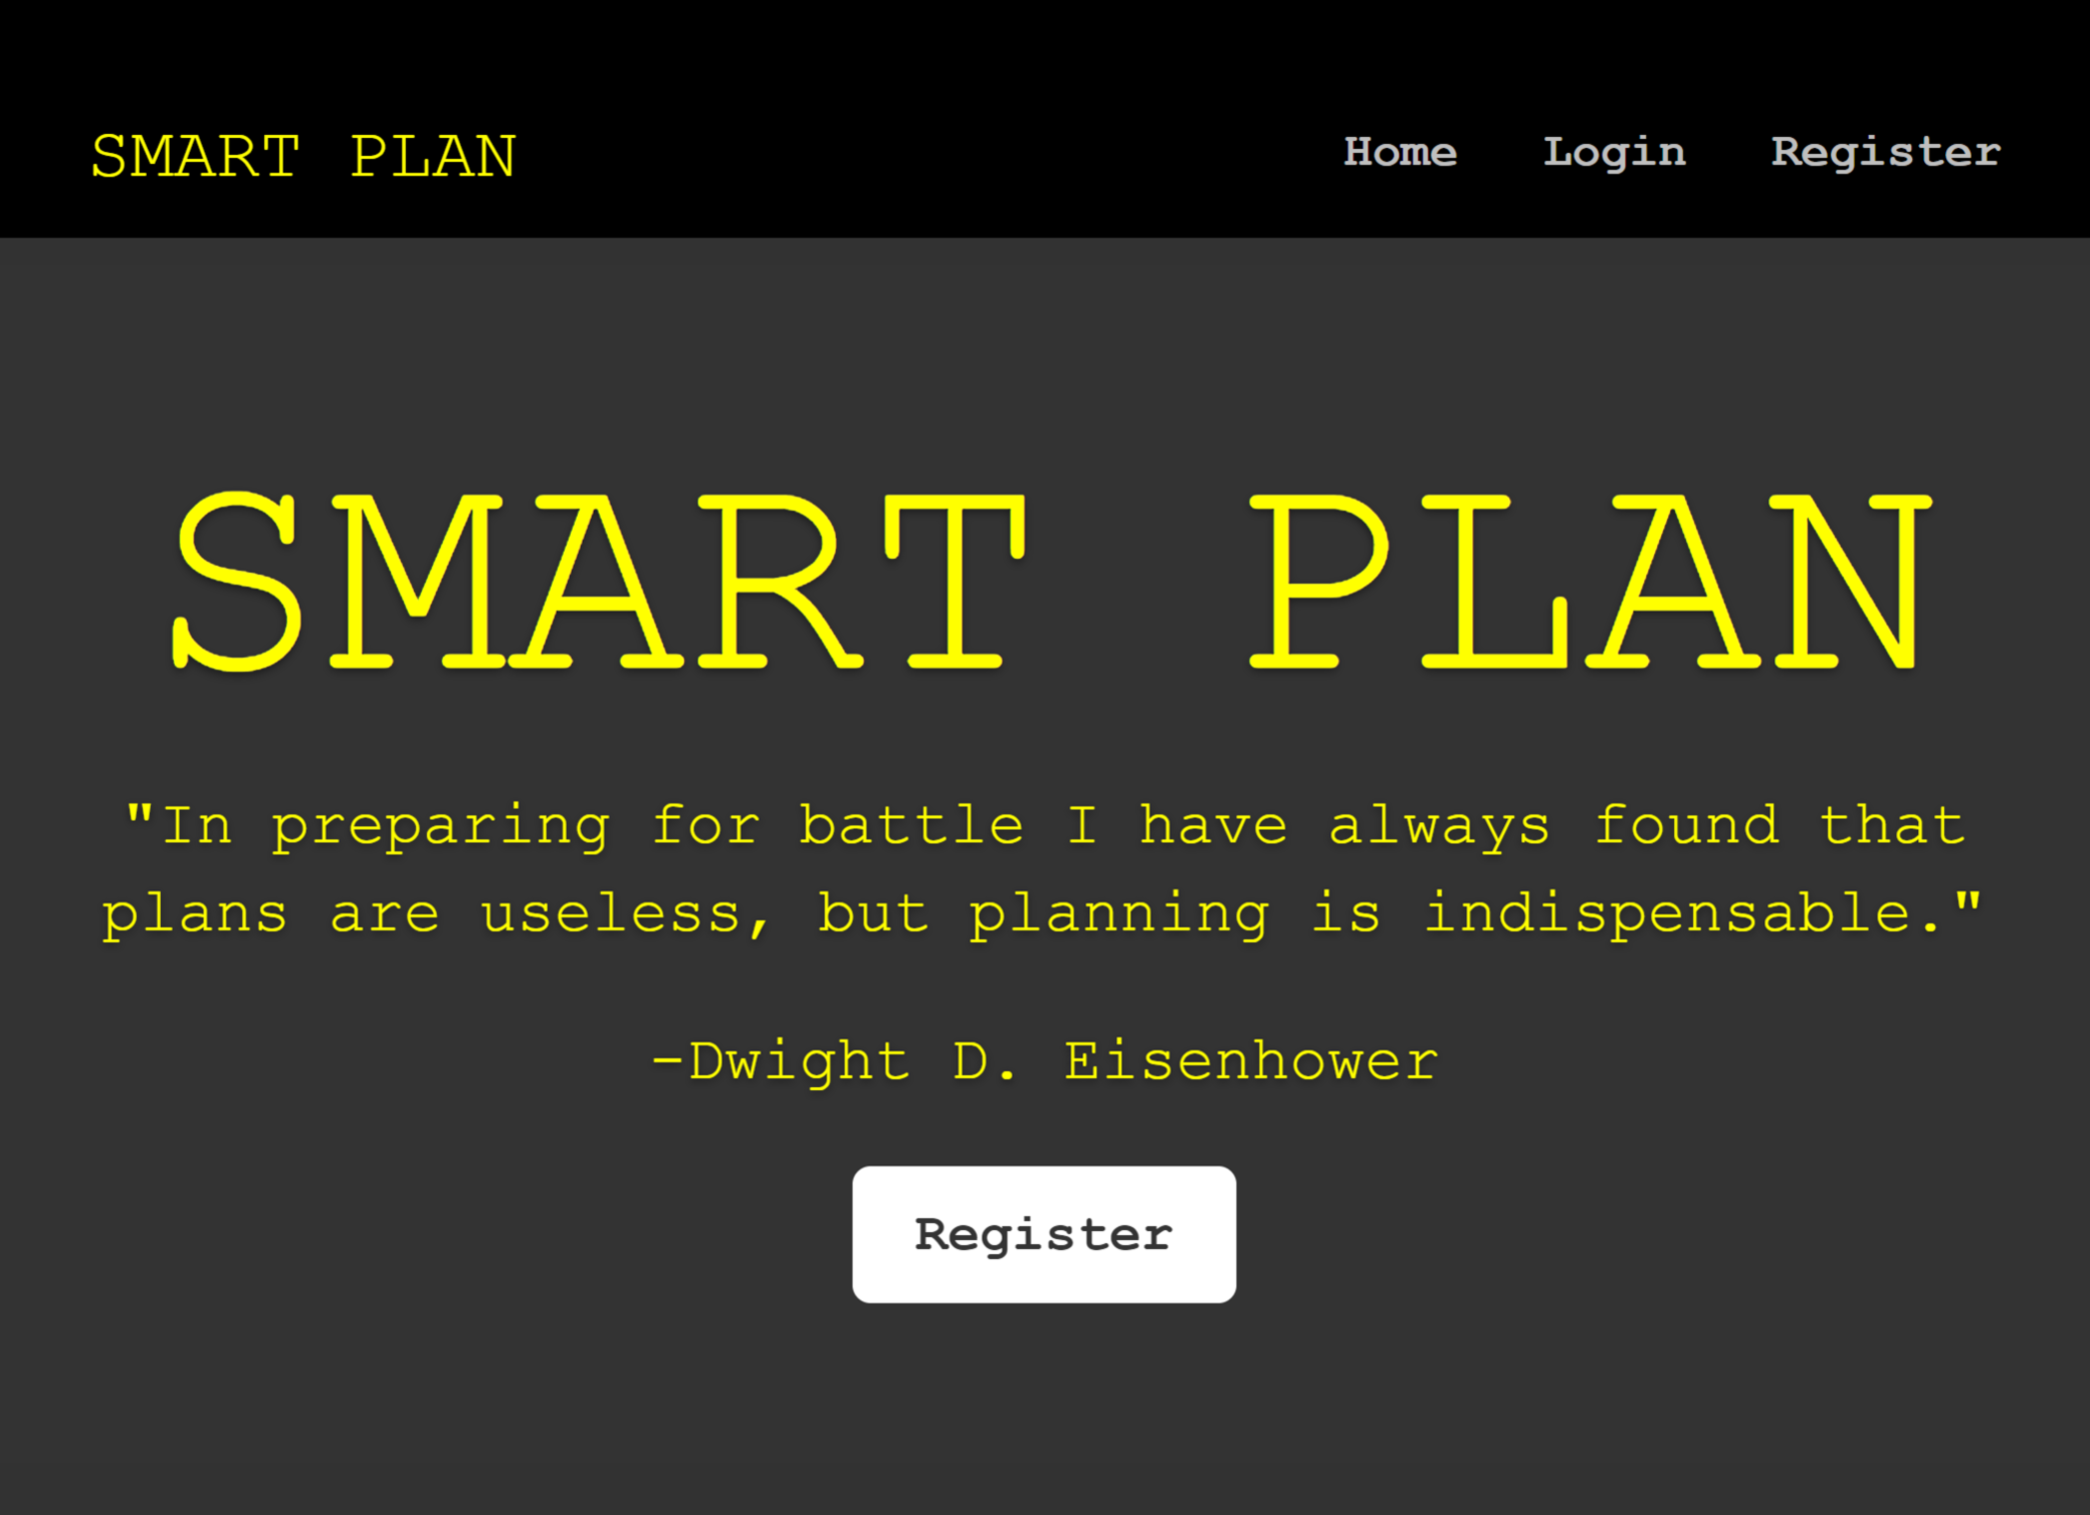 SMART PLAN
Home Login Register
SMART PLAN
"In preparing for battle I have always found that
plans are useless, but planning is indispensable."
-Dwight D. Eisenhower
Register